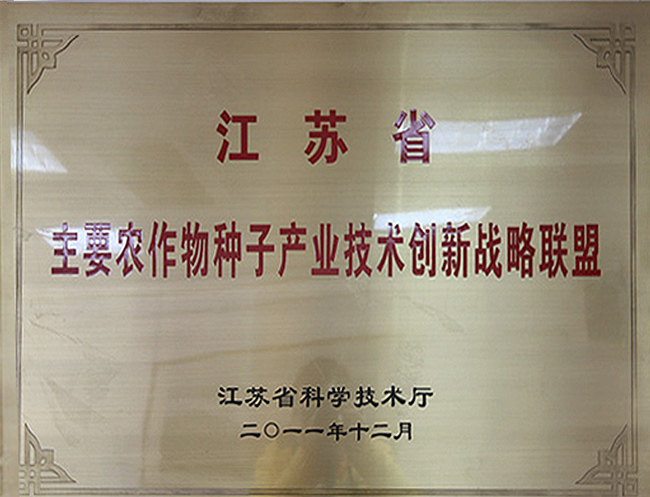 江苏省
主要农作物种子产业技术创新战略联盟
江苏省科学技术厅
二〇一一年十二月